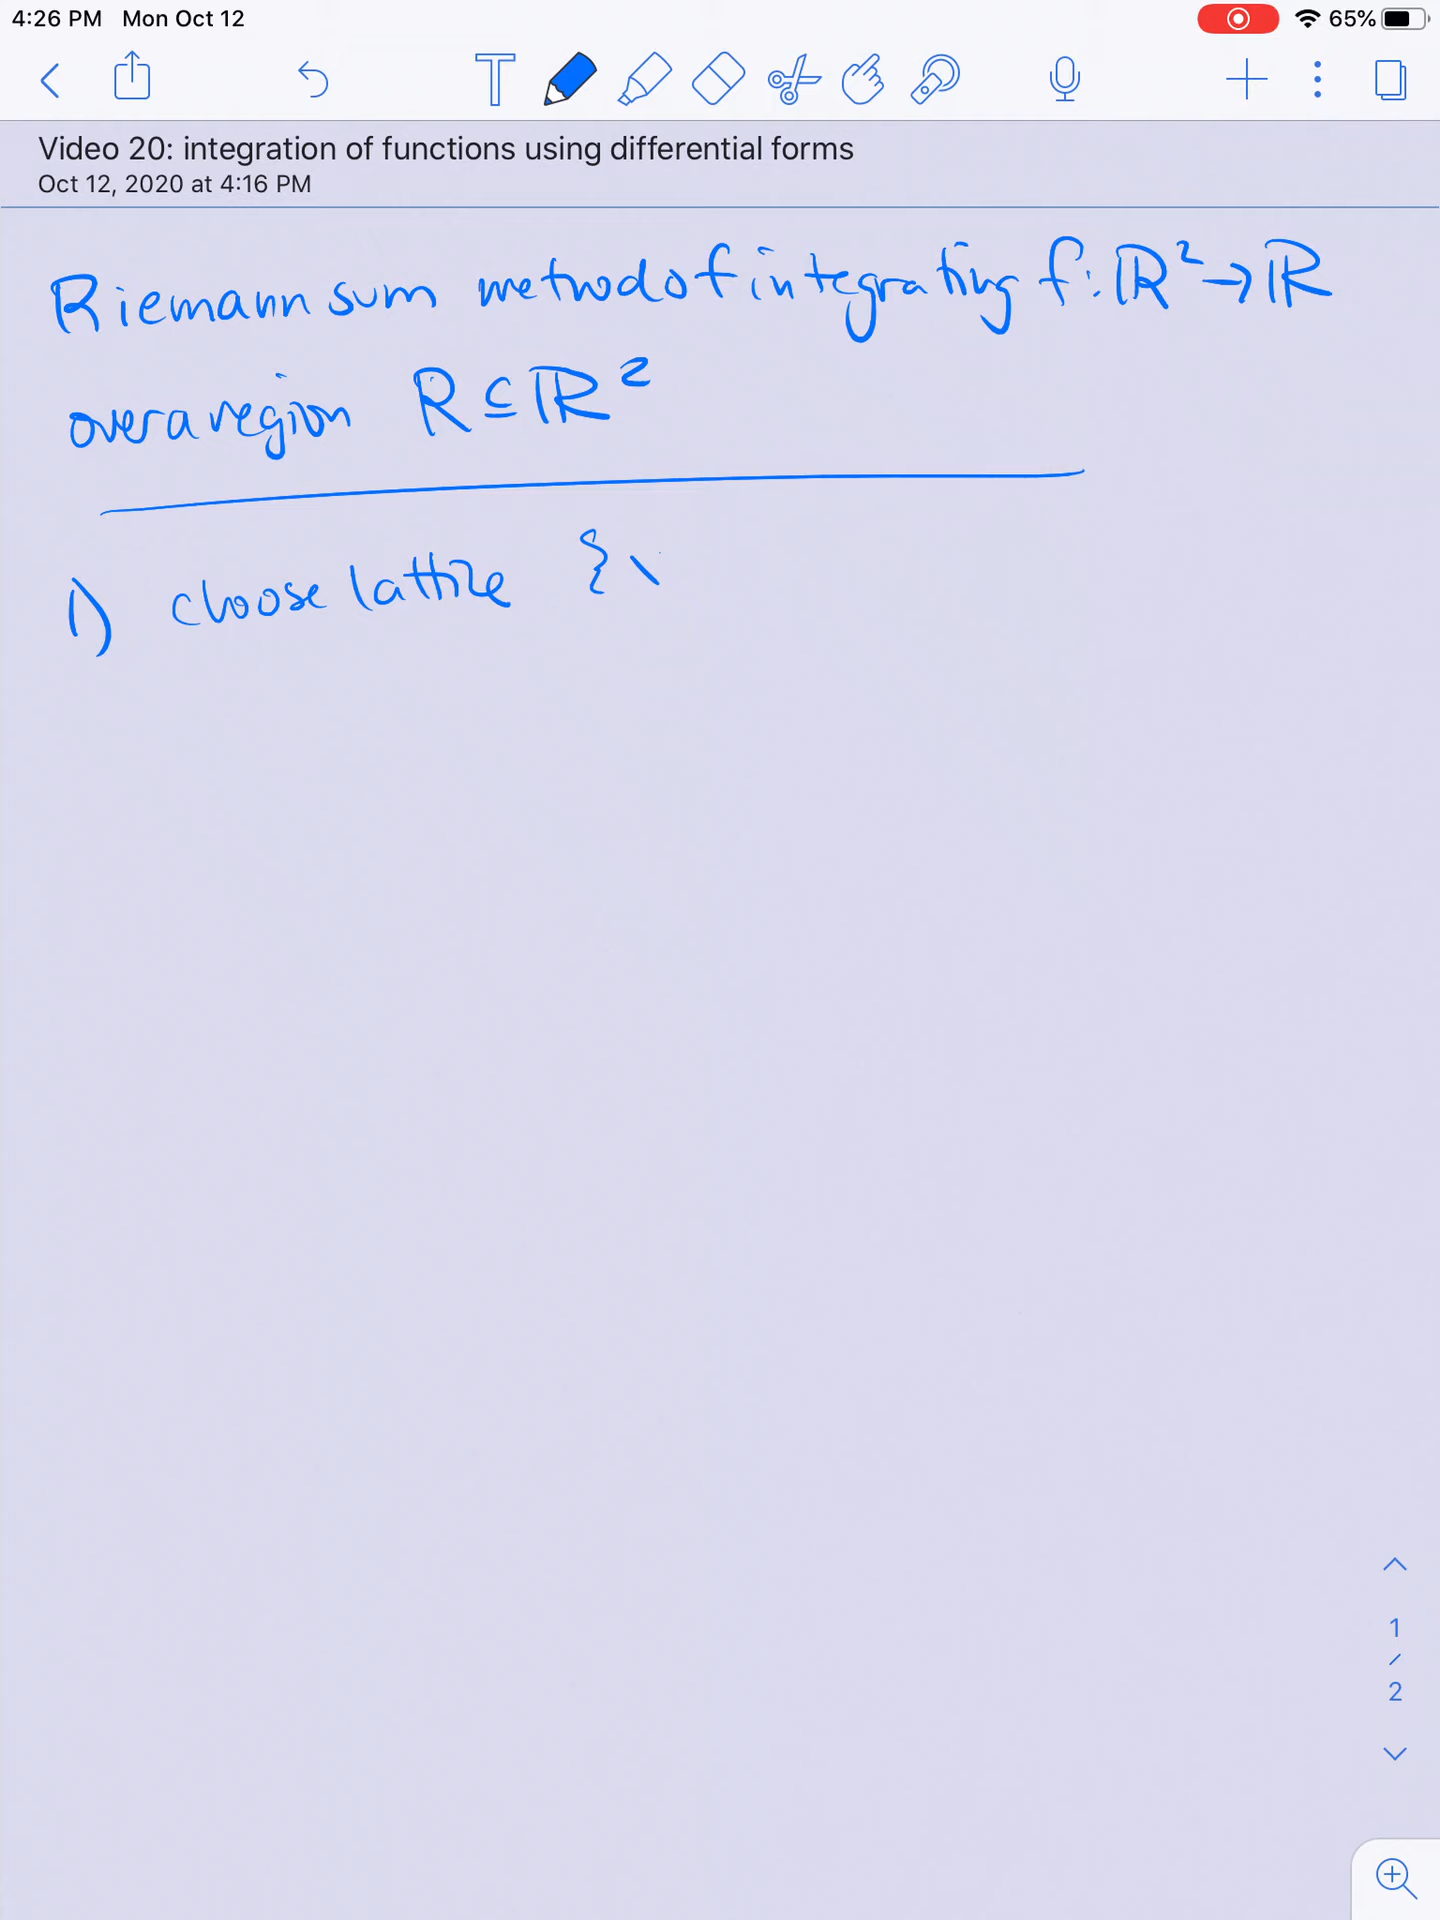 4:26 PM Mon Oct 12 65%
T
Video 20: integration of functions using differential forms
Oct 12, 2020 at 4:16 PM
Riemann sum method of integrating f: ℝ² → ℝ
over a region R ⊆ ℝ²
1) choose lattice {
1
/
2